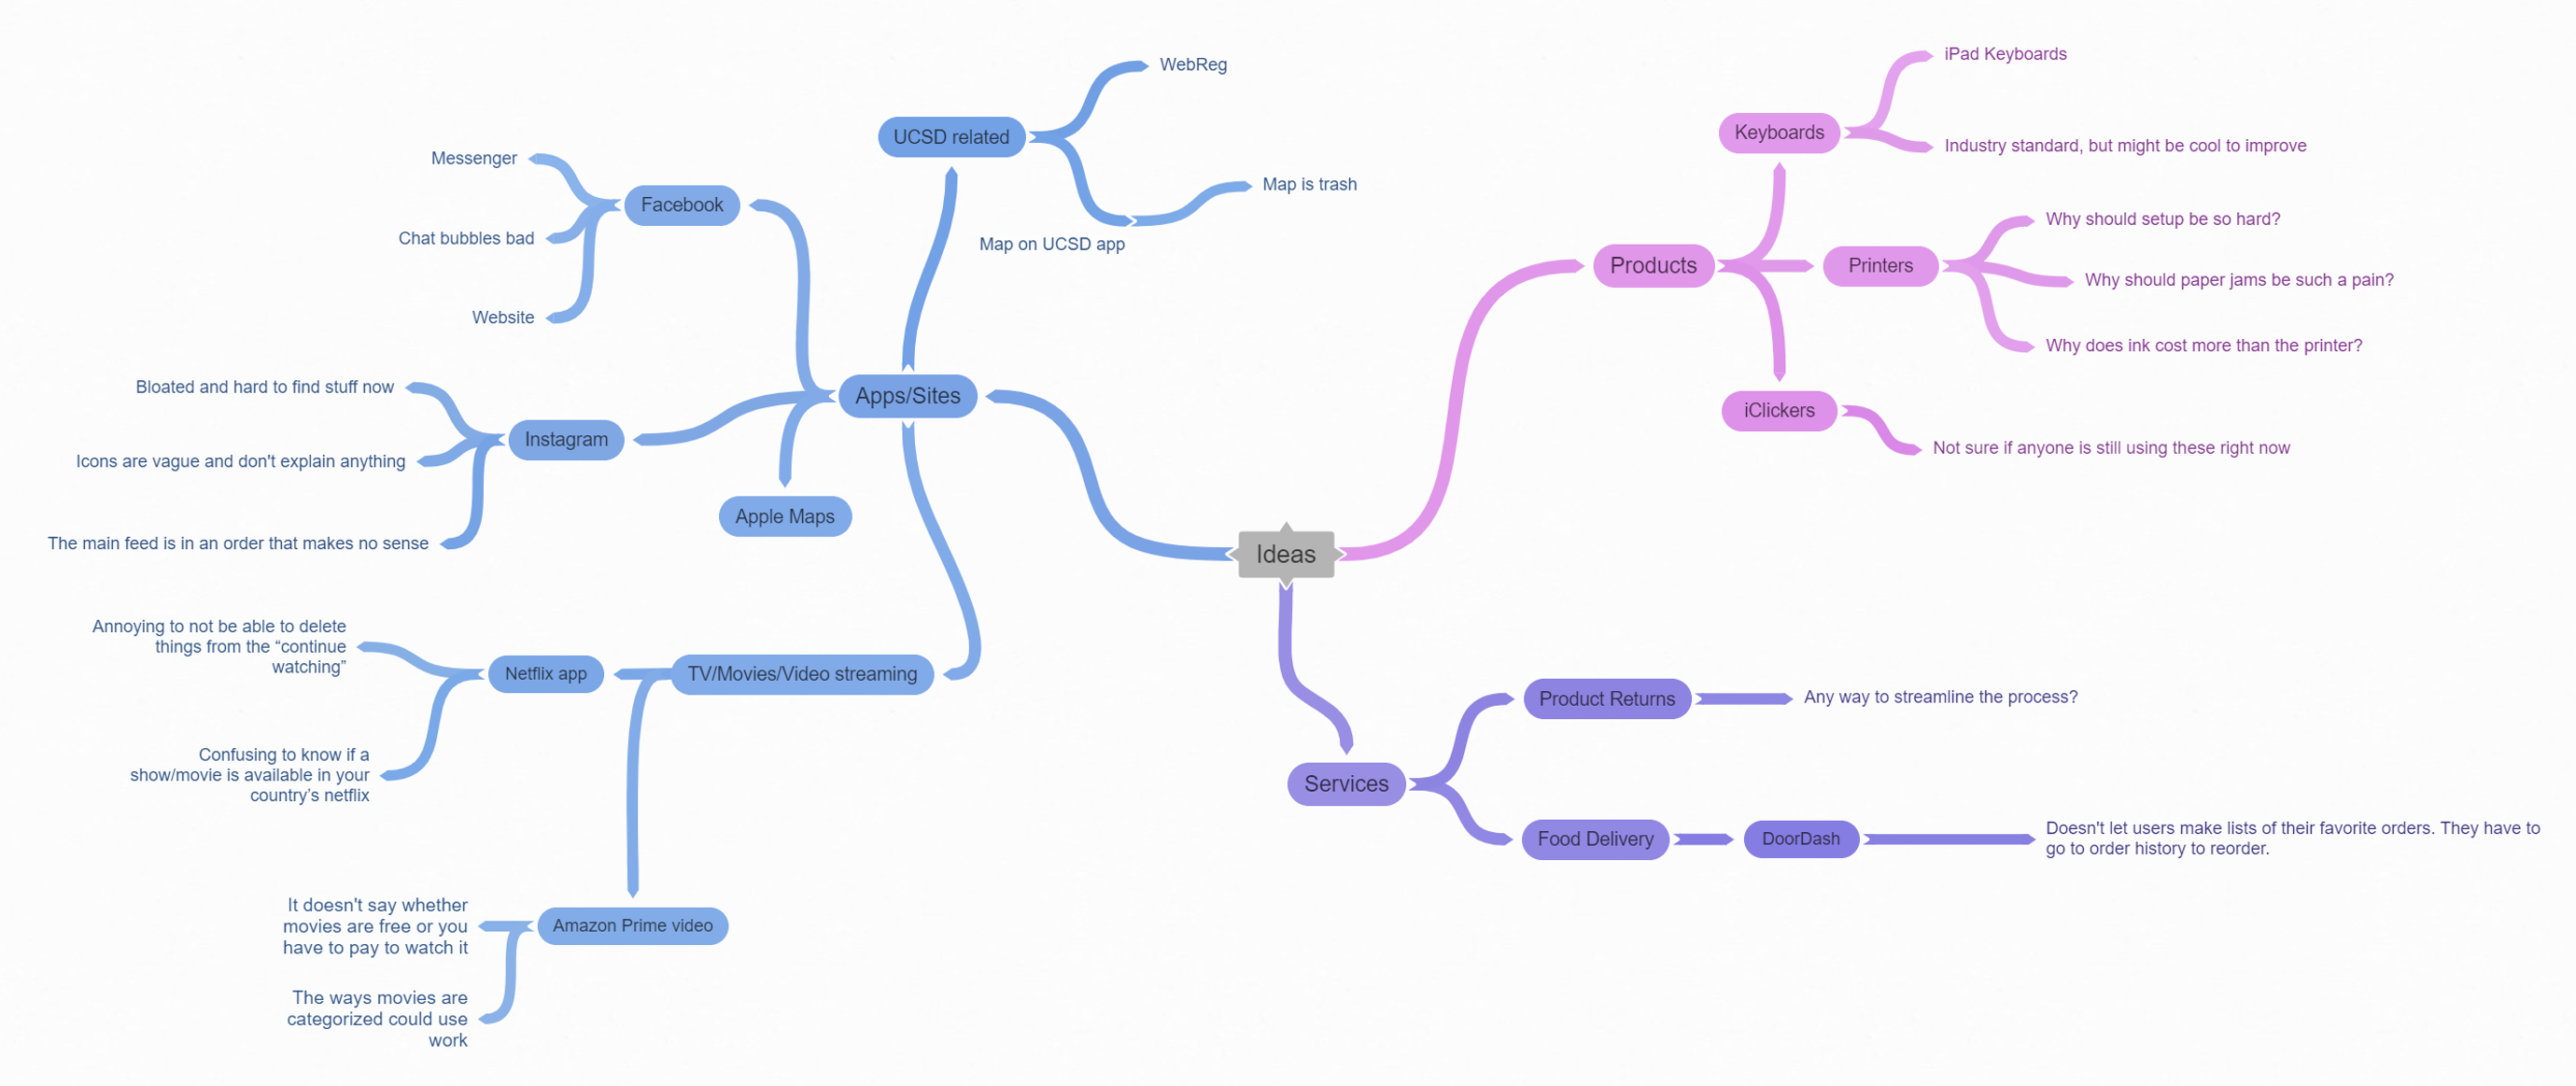 Ideas
Apps/Sites
UCSD related
WebReg
Map on UCSD app
Map is trash
Facebook
Messenger
Chat bubbles bad
Website
Instagram
Bloated and hard to find stuff now
Icons are vague and don't explain anything
The main feed is in an order that makes no sense
Apple Maps
TV/Movies/Video streaming
Netflix app
Annoying to not be able to delete
things from the “continue
watching”
Confusing to know if a
show/movie is available in your
country’s netflix
Amazon Prime video
It doesn't say whether
movies are free or you
have to pay to watch it
The ways movies are
categorized could use
work
Products
Keyboards
iPad Keyboards
Industry standard, but might be cool to improve
Printers
Why should setup be so hard?
Why should paper jams be such a pain?
Why does ink cost more than the printer?
iClickers
Not sure if anyone is still using these right now
Services
Product Returns
Any way to streamline the process?
Food Delivery
DoorDash
Doesn't let users make lists of their favorite orders. They have to
go to order history to reorder.